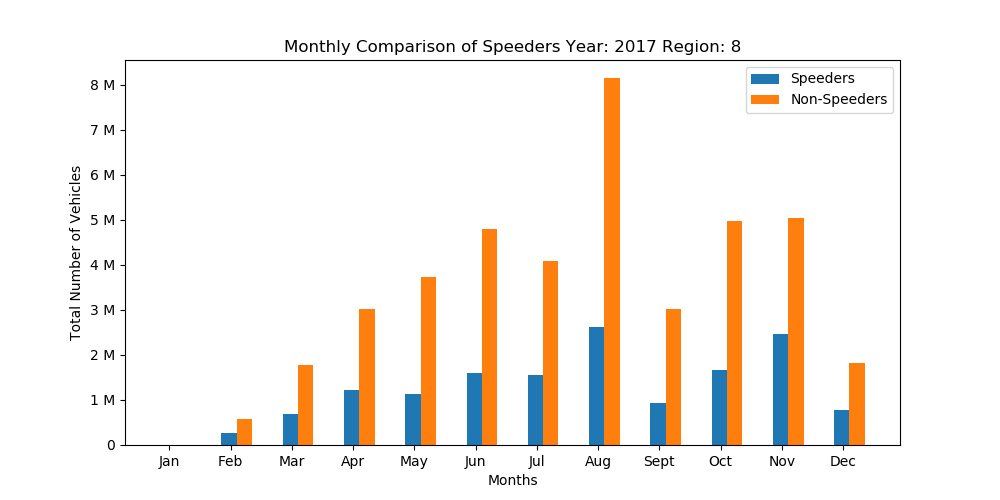 Monthly Comparison of Speeders Year: 2017 Region: 8
Speeders
Non-Speeders
8 M
7 M
6 M
5 M
4 M
3 M
2 M
1 M
0
Total Number of Vehicles
Jan Feb Mar Apr May Jun Jul Aug Sept Oct Nov Dec
Months